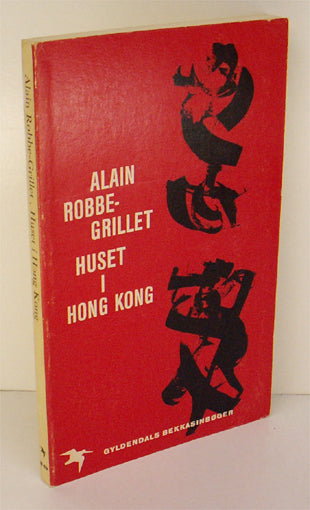 ALAIN
ROBBE-
GRILLET
HUSET
I
HONG KONG
GYLDENDALS BEKKASINBØGER
Alain Robbe-Grillet · Huset i Hong Kong